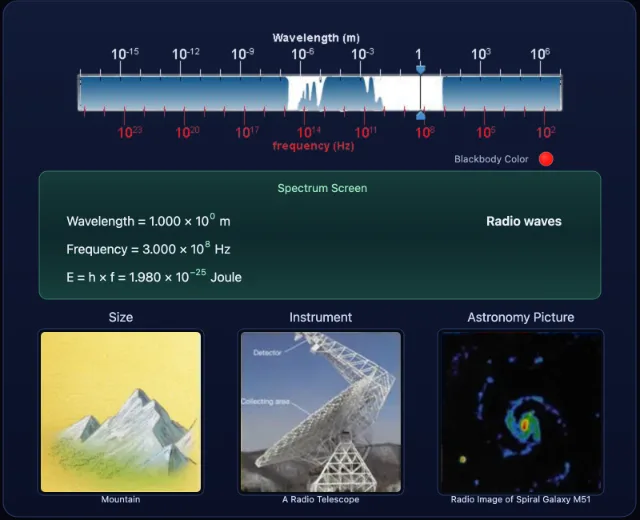 Wavelength (m)
10-15 10-12 10-9 10-6 10-3 1 103 106
1023 1020 1017 1014 1011 108 105 102
frequency (Hz)
Blackbody Color
Spectrum Screen
Wavelength = 1.000 × 10⁰ m
Radio waves
Frequency = 3.000 × 10⁸ Hz
E = h × f = 1.980 × 10⁻²⁵ Joule
Size
Instrument
Astronomy Picture
Detector
Collecting area
Mountain
A Radio Telescope
Radio Image of Spiral Galaxy M51